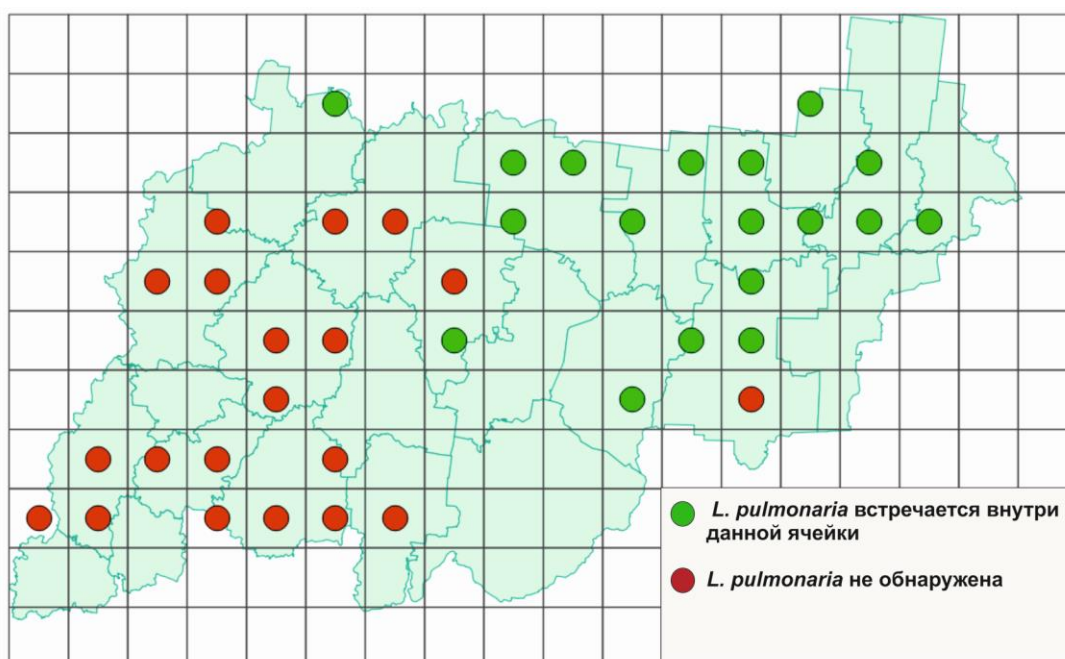 L. pulmonaria встречается внутри
данной ячейки
L. pulmonaria не обнаружена